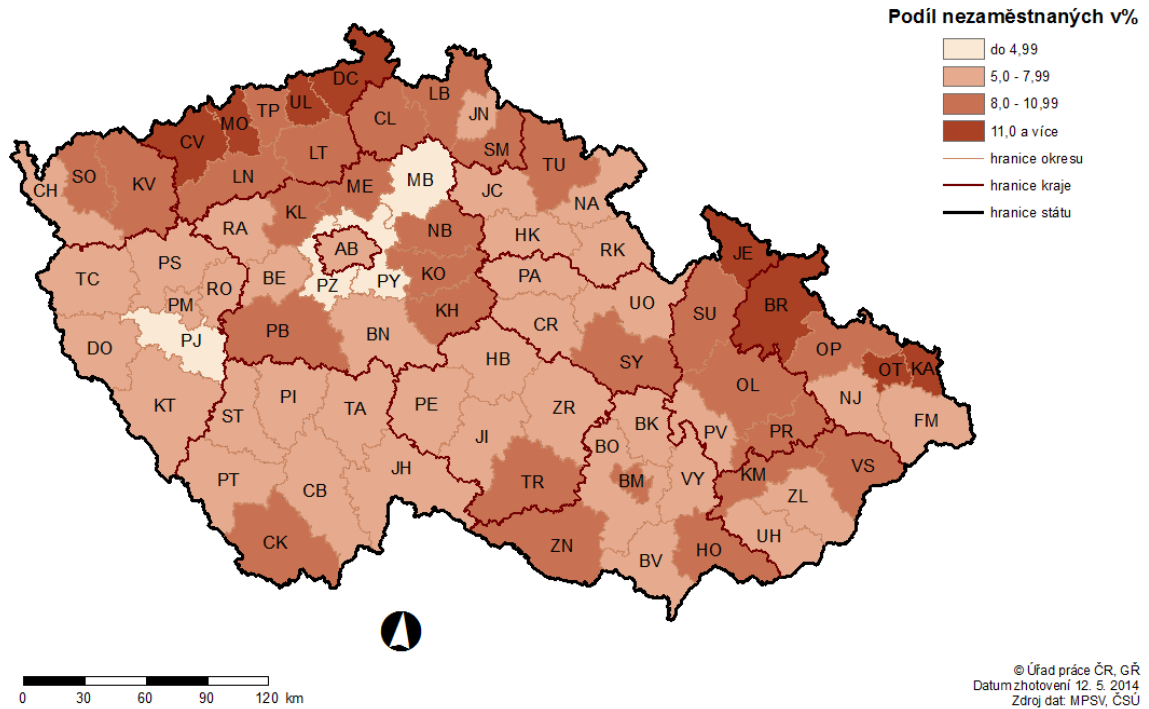 Podíl nezaměstnaných v%
do 4,99
5,0 - 7,99
8,0 - 10,99
11,0 a více
hranice okresu
hranice kraje
hranice státu
DC
UL
LB
TP
MO
CL
JN
CV
LT
SM
TU
SO
KV
LN
ME
MB
CH
JC
NA
KL
RA
NB
HK
RK
AB
JE
TC
PS
BE
KO
PA
RO
PZ
PY
UO
BR
PM
KH
SU
PJ
PB
BN
CR
DO
OP
HB
SY
OT
KA
OL
KT
PI
TA
PE
ZR
NJ
ST
FM
BK
PV
PR
JI
BO
VS
JH
KM
PT
TR
BM
VY
CB
ZL
UH
CK
ZN
HO
BV
0 30 60 90 120 km
© Úřad práce ČR, GŘ
Datum zhotovení 12. 5. 2014
Zdroj dat: MPSV, ČSÚ